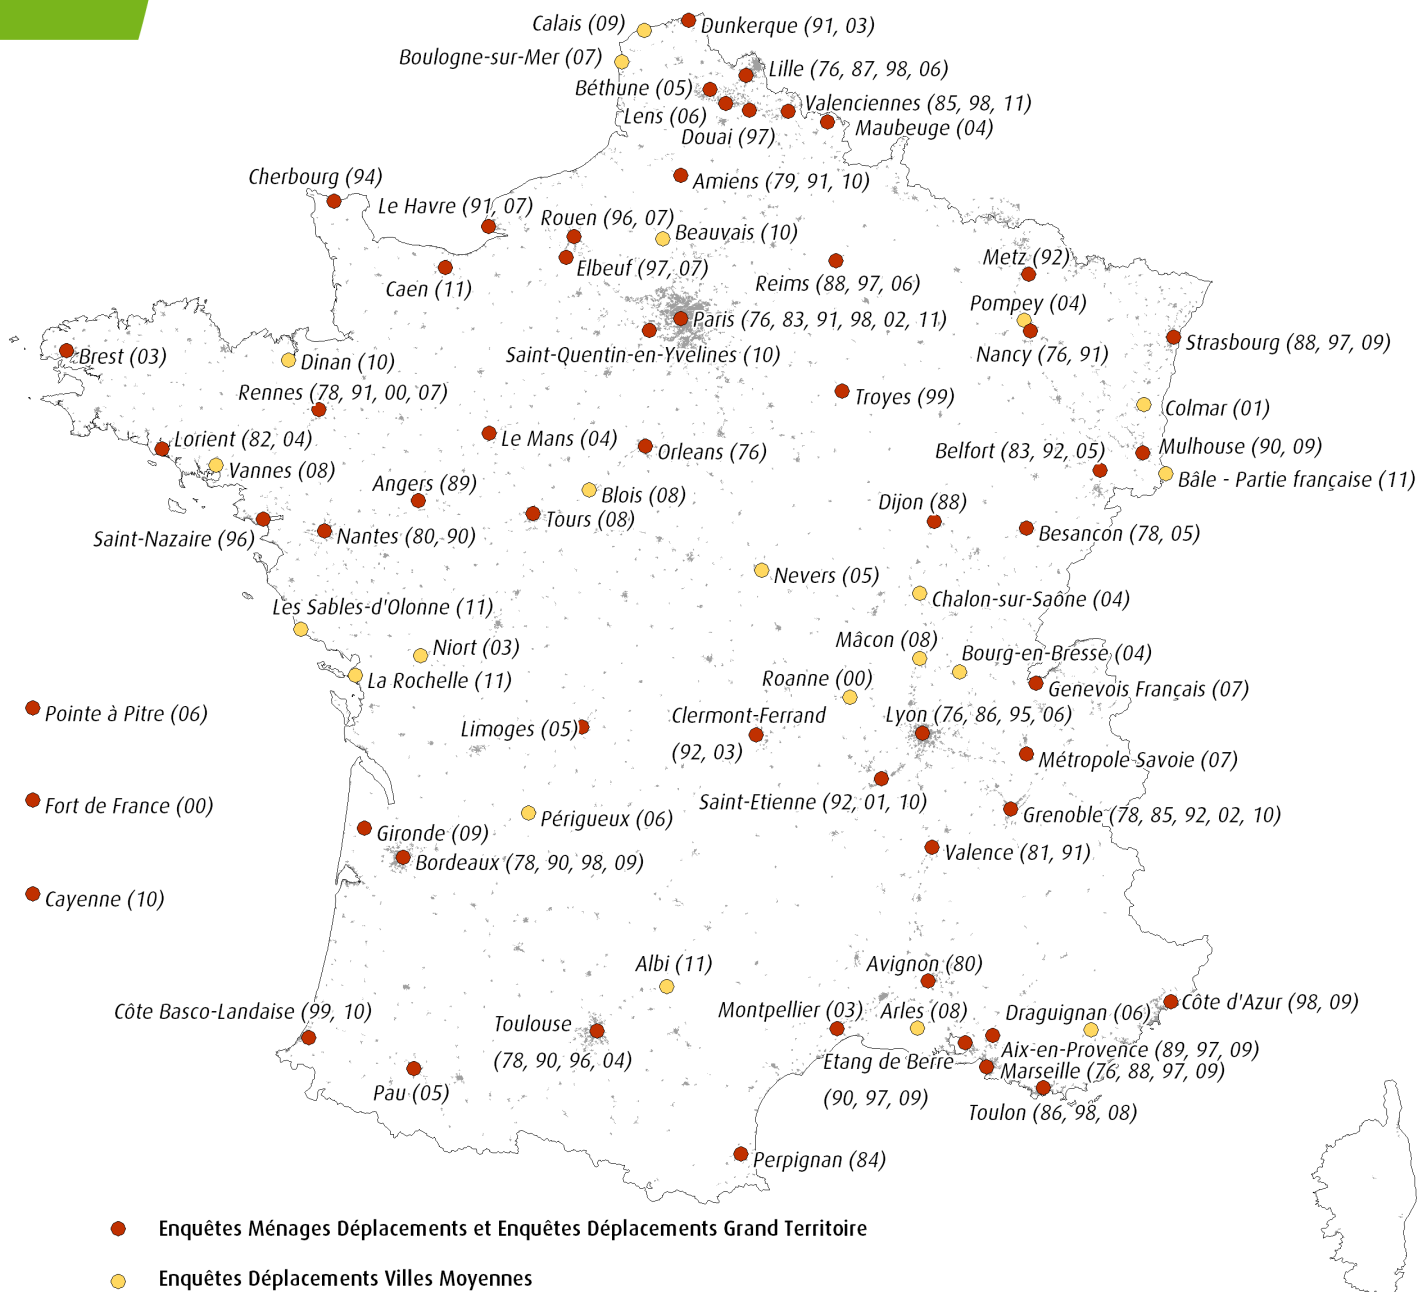 Calais (09)
Dunkerque (91, 03)
Boulogne-sur-Mer (07)
Lille (76, 87, 98, 06)
Béthune (05)
Valenciennes (85, 98, 11)
Lens (06)
Maubeuge (04)
Douai (97)
Cherbourg (94)
Amiens (79, 91, 10)
Le Havre (91, 07)
Rouen (96, 07)
Beauvais (10)
Metz (92)
Elbeuf (97, 07)
Caen (11)
Reims (88, 97, 06)
Pompey (04)
Paris (76, 83, 91, 98, 02, 11)
Strasbourg (88, 97, 09)
Brest (03)
Dinan (10)
Saint-Quentin-en-Yvelines (10)
Nancy (76, 91)
Rennes (78, 91, 00, 07)
Troyes (99)
Colmar (01)
Lorient (82, 04)
Le Mans (04)
Orleans (76)
Belfort (83, 92, 05)
Mulhouse (90, 09)
Vannes (08)
Bâle - Partie française (11)
Angers (89)
Blois (08)
Dijon (88)
Tours (08)
Saint-Nazaire (96)
Nantes (80, 90)
Besancon (78, 05)
Nevers (05)
Chalon-sur-Saône (04)
Les Sables-d'Olonne (11)
Niort (03)
Mâcon (08)
Bourg-en-Bresse (04)
La Rochelle (11)
Roanne (00)
Genevois Français (07)
Pointe à Pitre (06)
Limoges (05)
Clermont-Ferrand
(92, 03)
Lyon (76, 86, 95, 06)
Métropole Savoie (07)
Fort de France (00)
Saint-Etienne (92, 01, 10)
Grenoble (78, 85, 92, 02, 10)
Périgueux (06)
Gironde (09)
Bordeaux (78, 90, 98, 09)
Valence (81, 91)
Cayenne (10)
Albi (11)
Avignon (80)
Côte Basco-Landaise (99, 10)
Toulouse
(78, 90, 96, 04)
Montpellier (03)
Arles (08)
Draguignan (06)
Côte d'Azur (98, 09)
Etang de Berre
(90, 97, 09)
Aix-en-Provence (89, 97, 09)
Marseille (76, 88, 97, 09)
Pau (05)
Toulon (86, 98, 08)
Perpignan (84)
Enquêtes Ménages Déplacements et Enquêtes Déplacements Grand Territoire
Enquêtes Déplacements Villes Moyennes